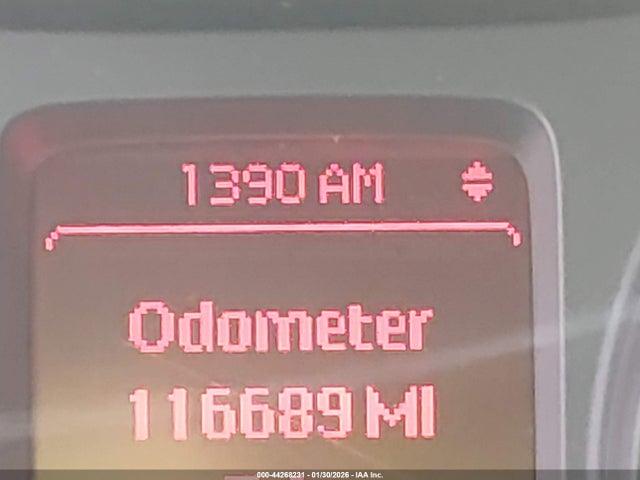 1390 AM
Odometer
116689 MI
000-44268231 - 01/30/2026 - IAA Inc.